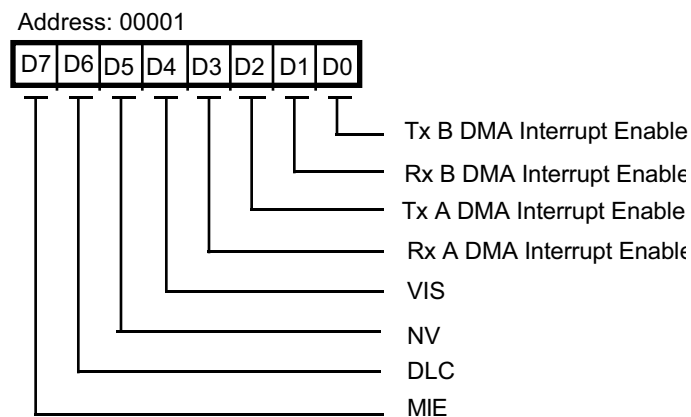 Address: 00001
D7 D6 D5 D4 D3 D2 D1 D0
Tx B DMA Interrupt Enable
Rx B DMA Interrupt Enable
Tx A DMA Interrupt Enable
Rx A DMA Interrupt Enable
VIS
NV
DLC
MIE